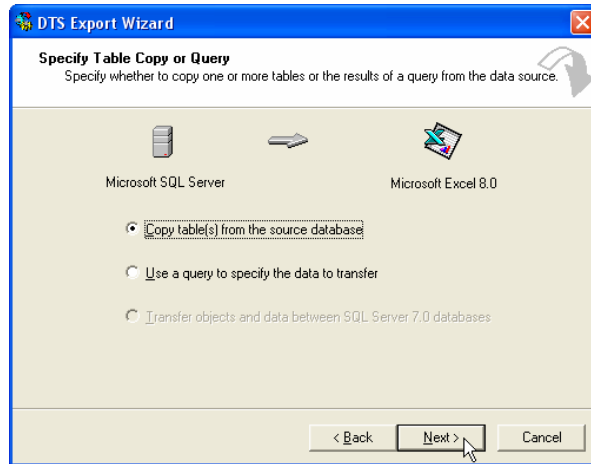 DTS Export Wizard
Specify Table Copy or Query
Specify whether to copy one or more tables or the results of a query from the data source.
Microsoft SQL Server
Microsoft Excel 8.0
Copy table(s) from the source database
Use a query to specify the data to transfer
Transfer objects and data between SQL Server 7.0 databases
< Back Next > Cancel